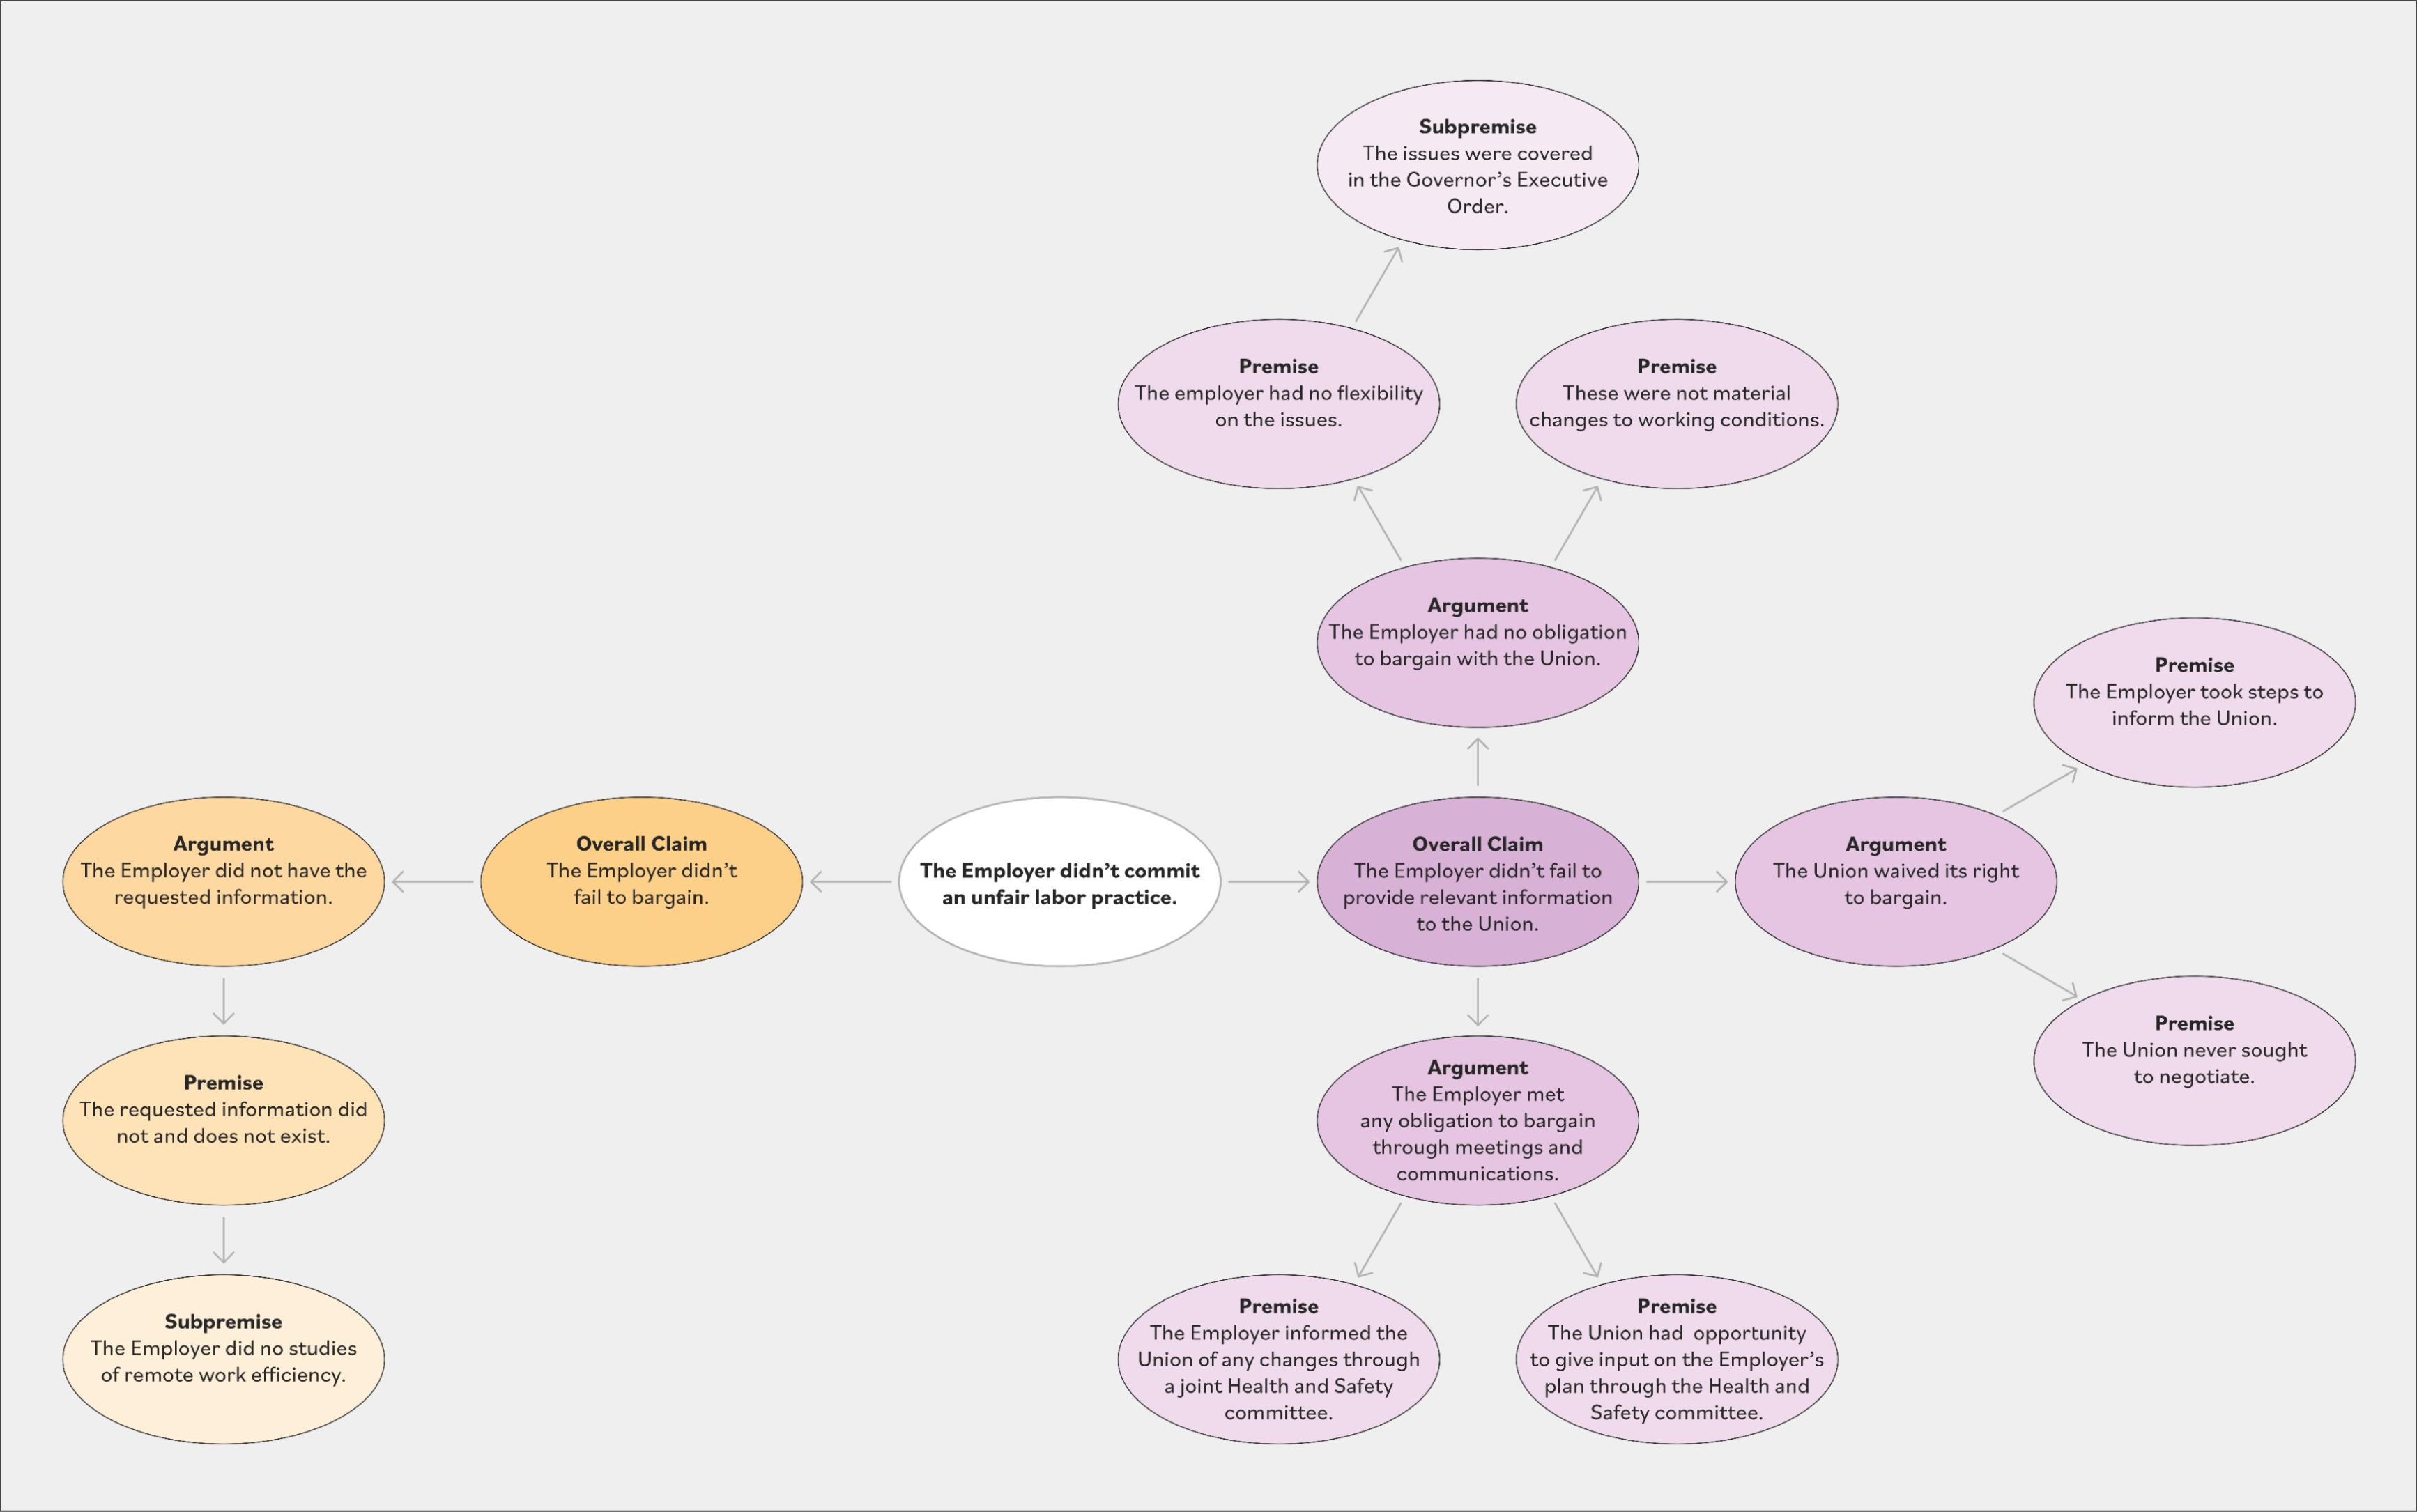 Subpremise
The issues were covered
in the Governor’s Executive
Order.
Premise
The employer had no flexibility
on the issues.
Premise
These were not material
changes to working conditions.
Argument
The Employer had no obligation
to bargain with the Union.
Premise
The Employer took steps to
inform the Union.
Argument
The Employer did not have the
requested information.
Overall Claim
The Employer didn’t
fail to bargain.
The Employer didn’t commit
an unfair labor practice.
Overall Claim
The Employer didn’t fail to
provide relevant information
to the Union.
Argument
The Union waived its right
to bargain.
Premise
The Union never sought
to negotiate.
Premise
The requested information did
not and does not exist.
Argument
The Employer met
any obligation to bargain
through meetings and
communications.
Subpremise
The Employer did no studies
of remote work efficiency.
Premise
The Employer informed the
Union of any changes through
a joint Health and Safety
committee.
Premise
The Union had opportunity
to give input on the Employer’s
plan through the Health and
Safety committee.